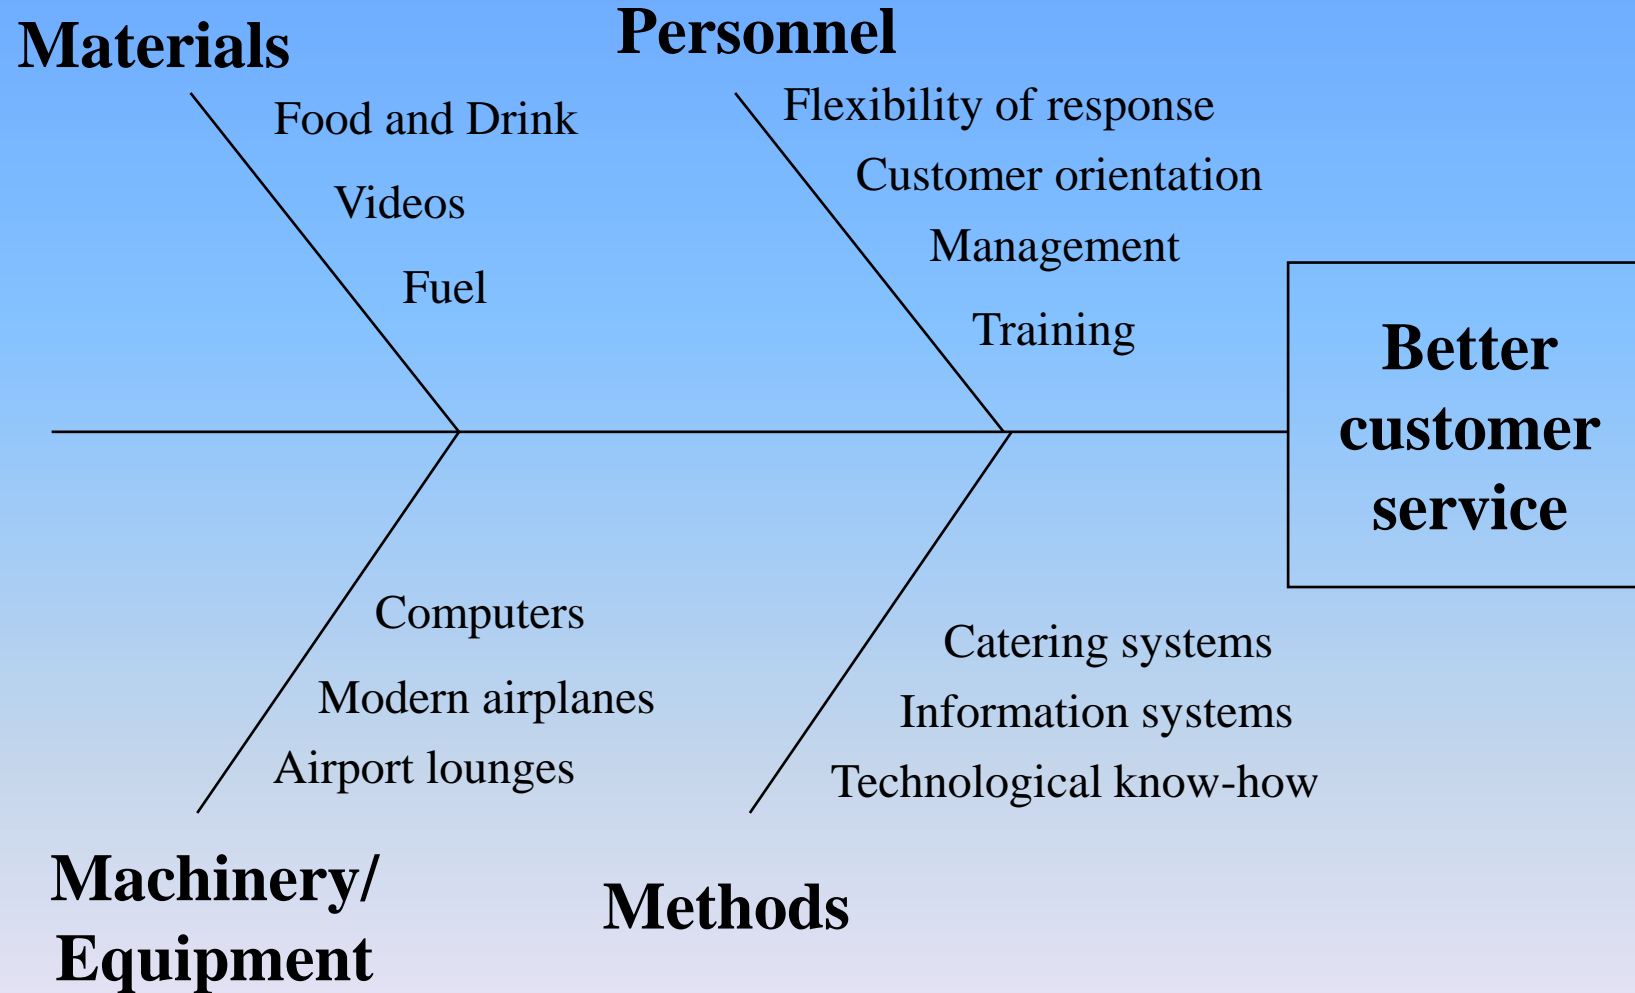 Materials
Food and Drink
Videos
Fuel
Personnel
Flexibility of response
Customer orientation
Management
Training
Better
customer
service
Computers
Modern airplanes
Airport lounges
Machinery/
Equipment
Catering systems
Information systems
Technological know-how
Methods